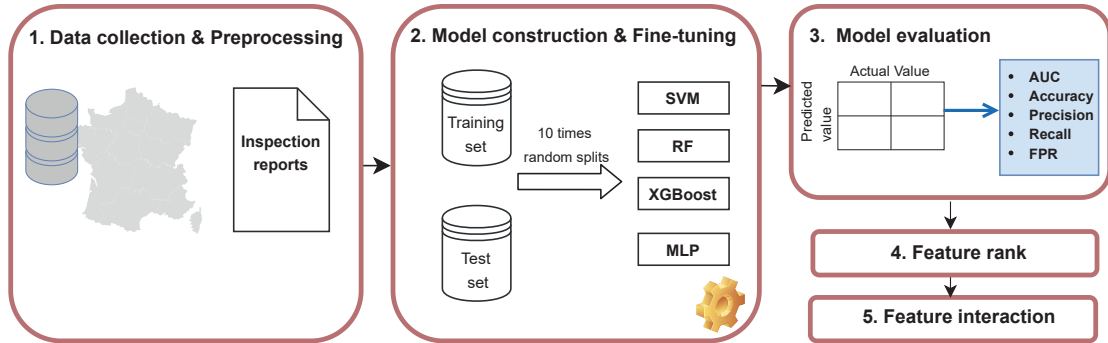 1. Data collection & Preprocessing
Inspection
reports
2. Model construction & Fine-tuning
Training
set
10 times
random splits
Test
set
SVM
RF
XGBoost
MLP
3. Model evaluation
Actual Value
Predicted
value
• AUC
• Accuracy
• Precision
• Recall
• FPR
4. Feature rank
5. Feature interaction